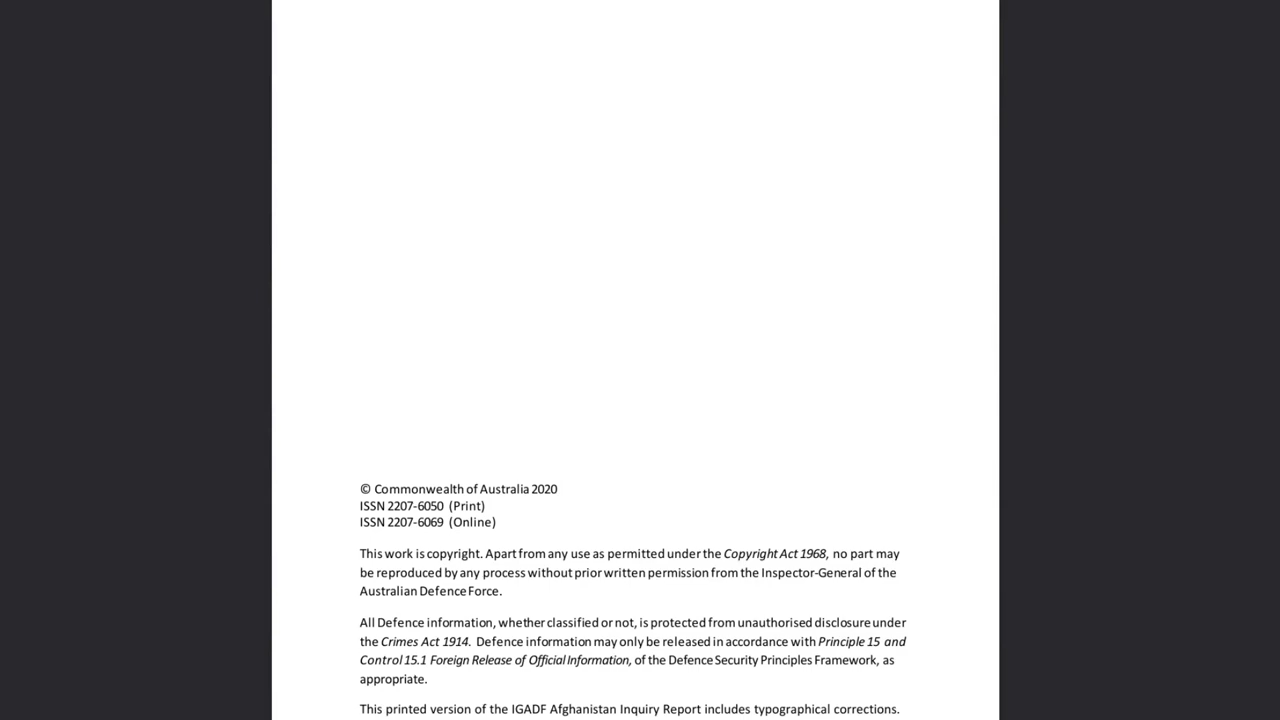 © Commonwealth of Australia 2020
ISSN 2207-6050 (Print)
ISSN 2207-6069 (Online)
This work is copyright. Apart from any use as permitted under the Copyright Act 1968, no part may
be reproduced by any process without prior written permission from the Inspector-General of the
Australian Defence Force.
All Defence information, whether classified or not, is protected from unauthorised disclosure under
the Crimes Act 1914. Defence information may only be released in accordance with Principle 15 and
Control 15.1 Foreign Release of Official Information, of the Defence Security Principles Framework, as
appropriate.
This printed version of the IGADF Afghanistan Inquiry Report includes typographical corrections.